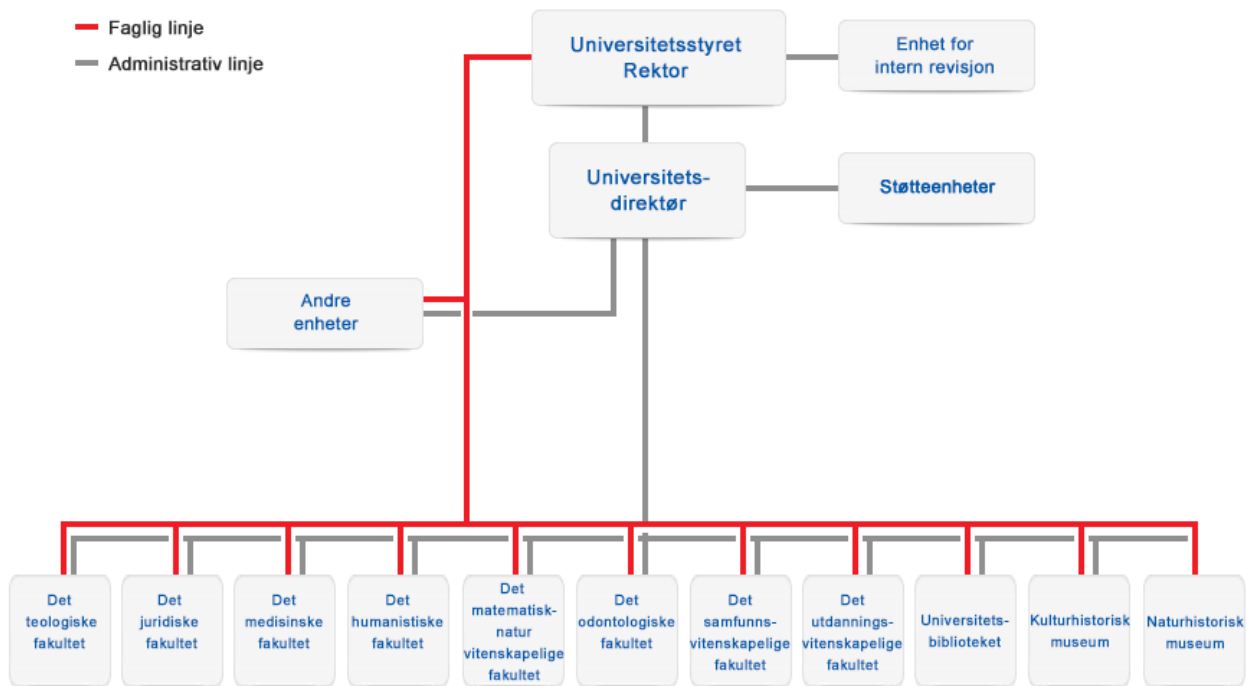 Faglig linje
Administrativ linje
Universitetsstyret
Rektor
Enhet for
intern revisjon
Universitets-
direktør
Støtteenheter
Andre
enheter
Det
teologiske
fakultet
Det
juridiske
fakultet
Det
medisinske
fakultet
Det
humanistiske
fakultet
Det
matematisk-
natur
vitenskapelige
fakultet
Det
odontologiske
fakultet
Det
samfunns-
vitenskapelige
fakultet
Det
utdannings-
vitenskapelige
fakultet
Universitets-
biblioteket
Kulturhistorisk
museum
Naturhistorisk
museum